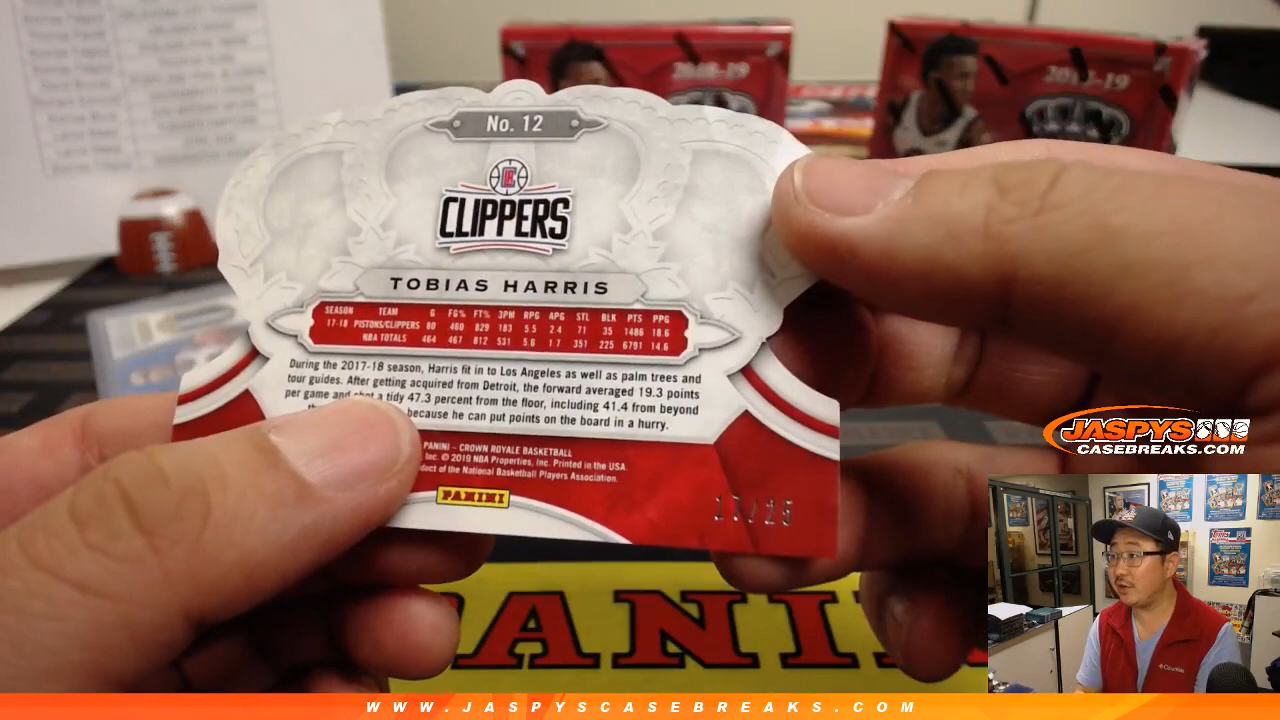 2018-19
2018-19
No. 12
CLIPPERS
TOBIAS HARRIS
SEASON TEAM G FG% FT% 3PM RPG APG STL BLK PTS PPG
17-18 PISTONS/CLIPPERS 80 460 829 183 5.5 2.4 71 35 1486 18.6
NBA TOTALS 464 467 812 531 5.6 1.7 351 225 6791 14.6
During the 2017-18 season, Harris fit in to Los Angeles as well as palm trees and
tour guides. After getting acquired from Detroit, the forward averaged 19.3 points
per game and shot a tidy 47.3 percent from the floor, including 41.4 from beyond
because he can put points on the board in a hurry.
PANINI – CROWN ROYALE BASKETBALL
Inc. © 2019 NBA Properties, Inc. Printed in the USA.
duct of the National Basketball Players Association.
PANINI
/25
PANINI
JASPYS
CASEBREAKS.COM
WWW.JASPYSCASEBREAKS.COM